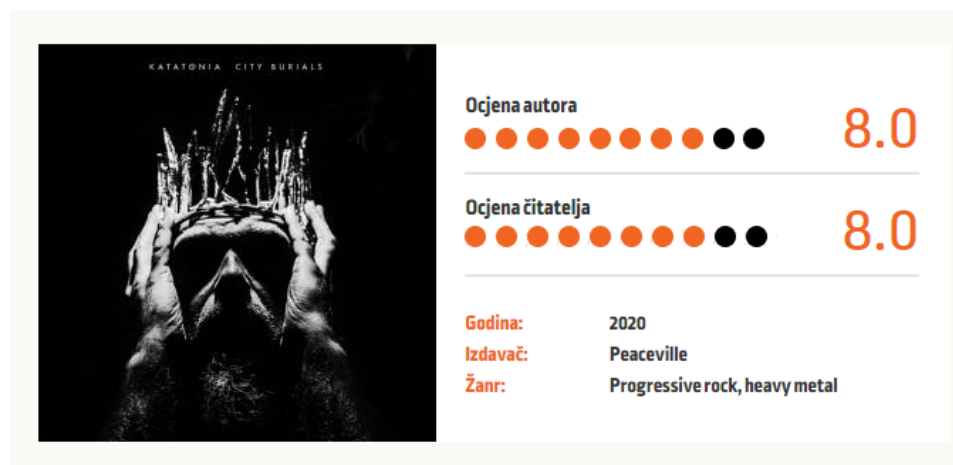 KATATONIA CITY BURIALS
Ocjena autora
8.0
Ocjena čitatelja
8.0
Godina: 2020
Izdavač: Peaceville
Žanr: Progressive rock, heavy metal